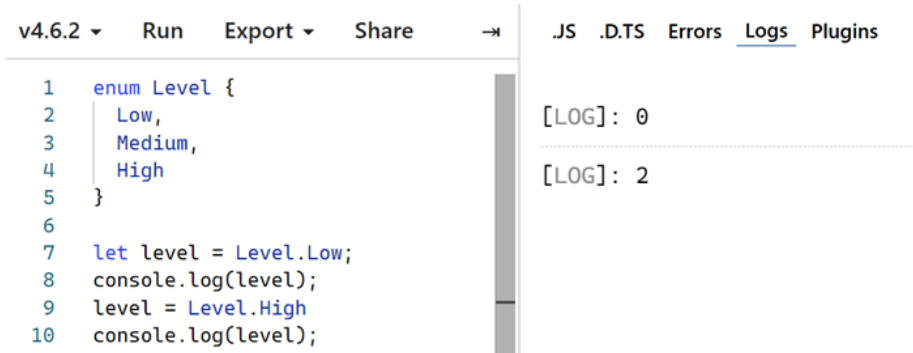 v4.6.2 Run Export Share
.JS .D.TS Errors Logs Plugins
1 enum Level {
2 Low,
3 Medium,
4 High
5 }
6
7 let level = Level.Low;
8 console.log(level);
9 level = Level.High
10 console.log(level);
[LOG]: 0
[LOG]: 2